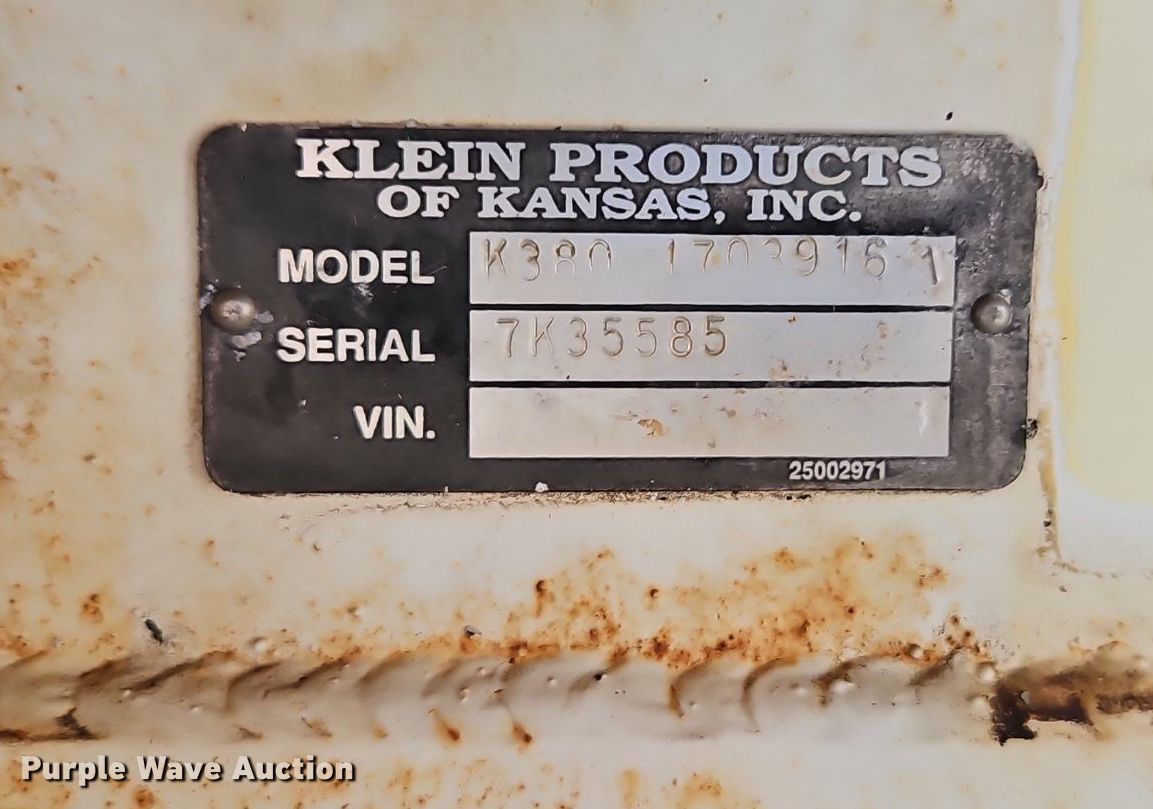 KLEIN PRODUCTS
OF KANSAS, INC.
MODEL K380 1703916 1
SERIAL 7K35585
VIN.
25002971
Purple Wave Auction